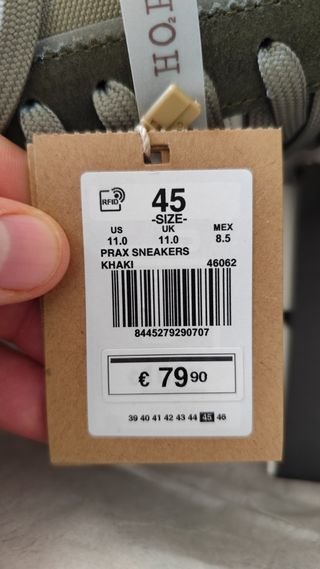 HO₂H
RFID
45
-SIZE-
US UK MEX
11.0 11.0 8.5
PRAX SNEAKERS
KHAKI 46062
8445279290707
€ 79 90
39 40 41 42 43 44 45 46